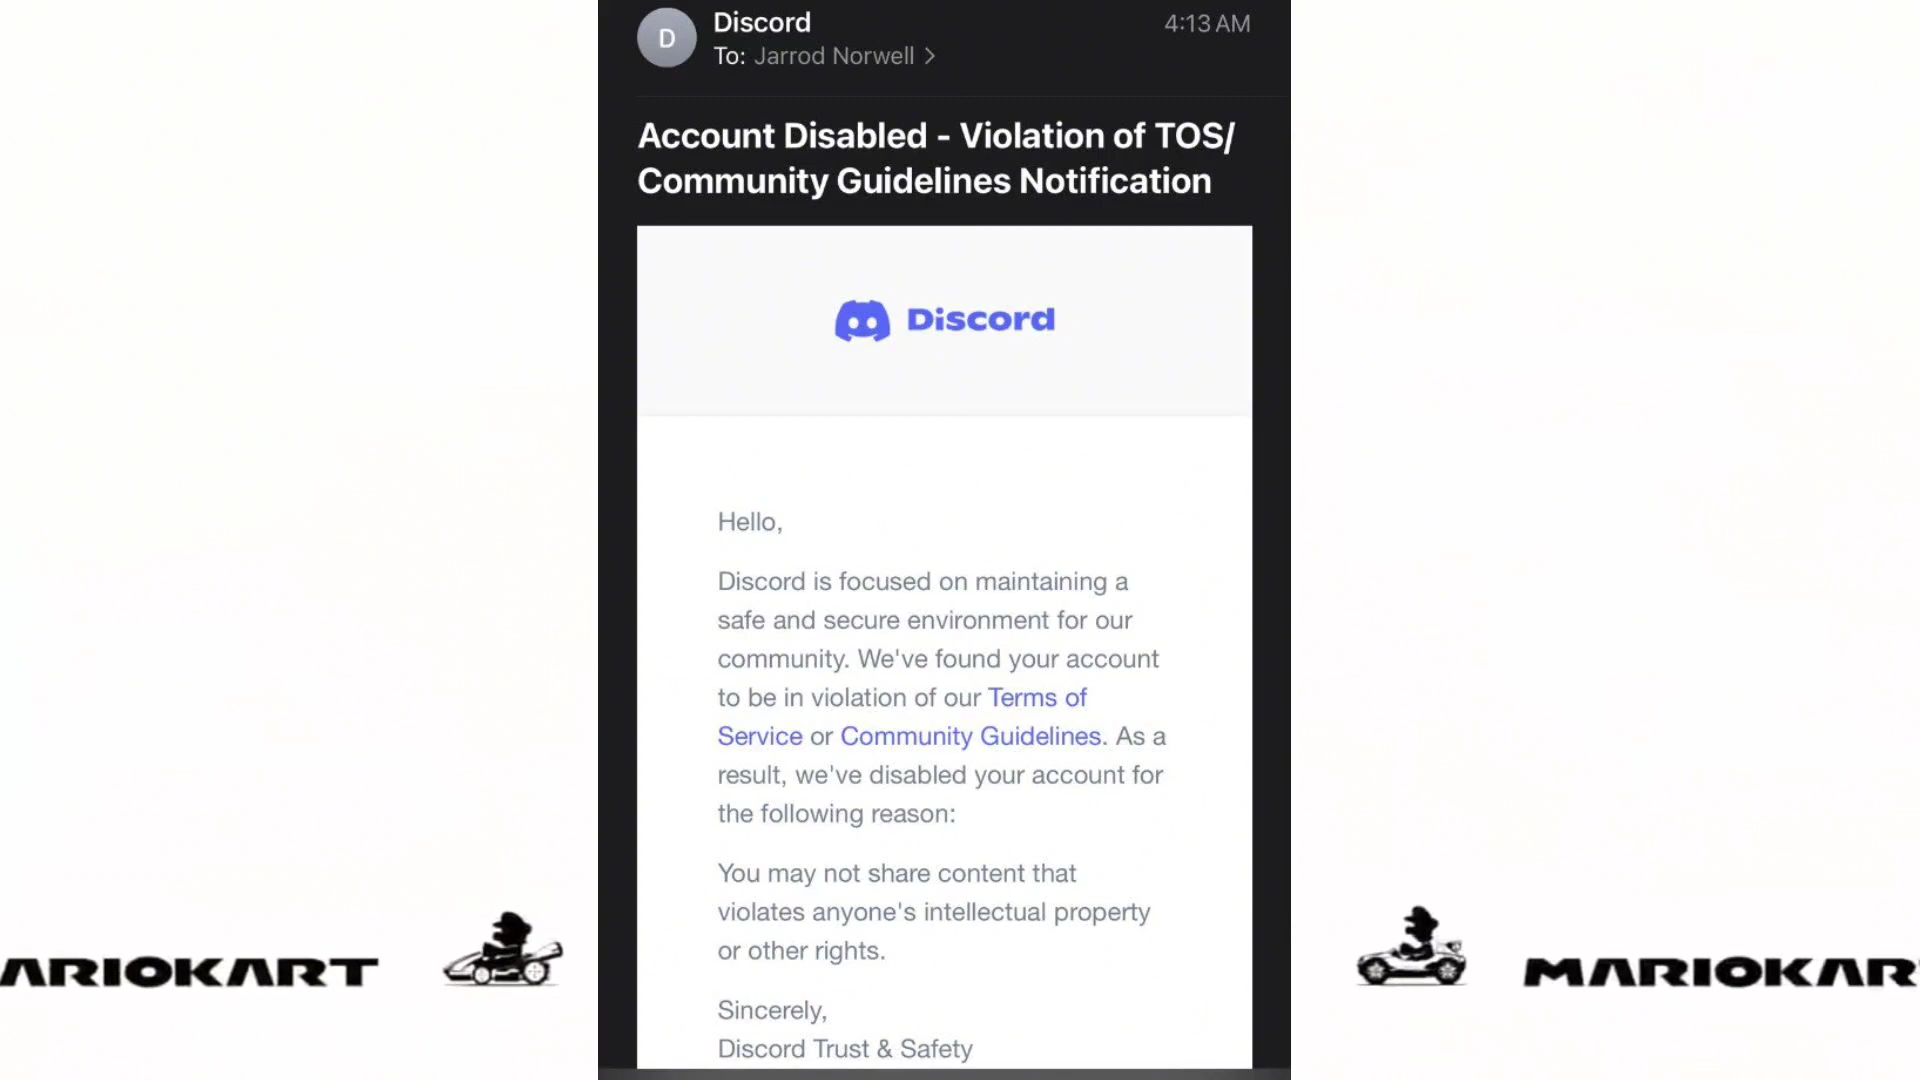 Discord
4:13 AM
D
To: Jarrod Norwell
Account Disabled - Violation of TOS/
Community Guidelines Notification
Discord
Hello,
Discord is focused on maintaining a
safe and secure environment for our
community. We've found your account
to be in violation of our Terms of
Service or Community Guidelines. As a
result, we've disabled your account for
the following reason:
You may not share content that
violates anyone's intellectual property
or other rights.
Sincerely,
Discord Trust & Safety
ARIOKART
MARIOKAR